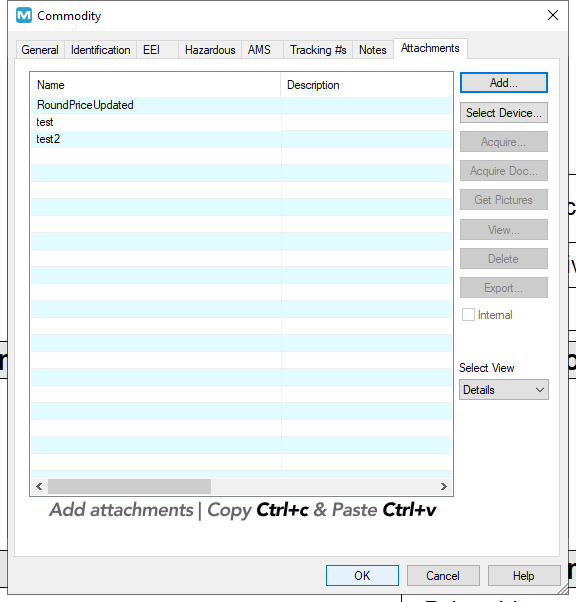 Commodity
General Identification EEI Hazardous AMS Tracking #s Notes Attachments
Name Description
RoundPriceUpdated
test
test2
Add...
Select Device...
Acquire...
Acquire Doc...
Get Pictures
View...
Delete
Export...
Internal
Select View
Details
Add attachments | Copy Ctrl+c & Paste Ctrl+v
OK Cancel Help